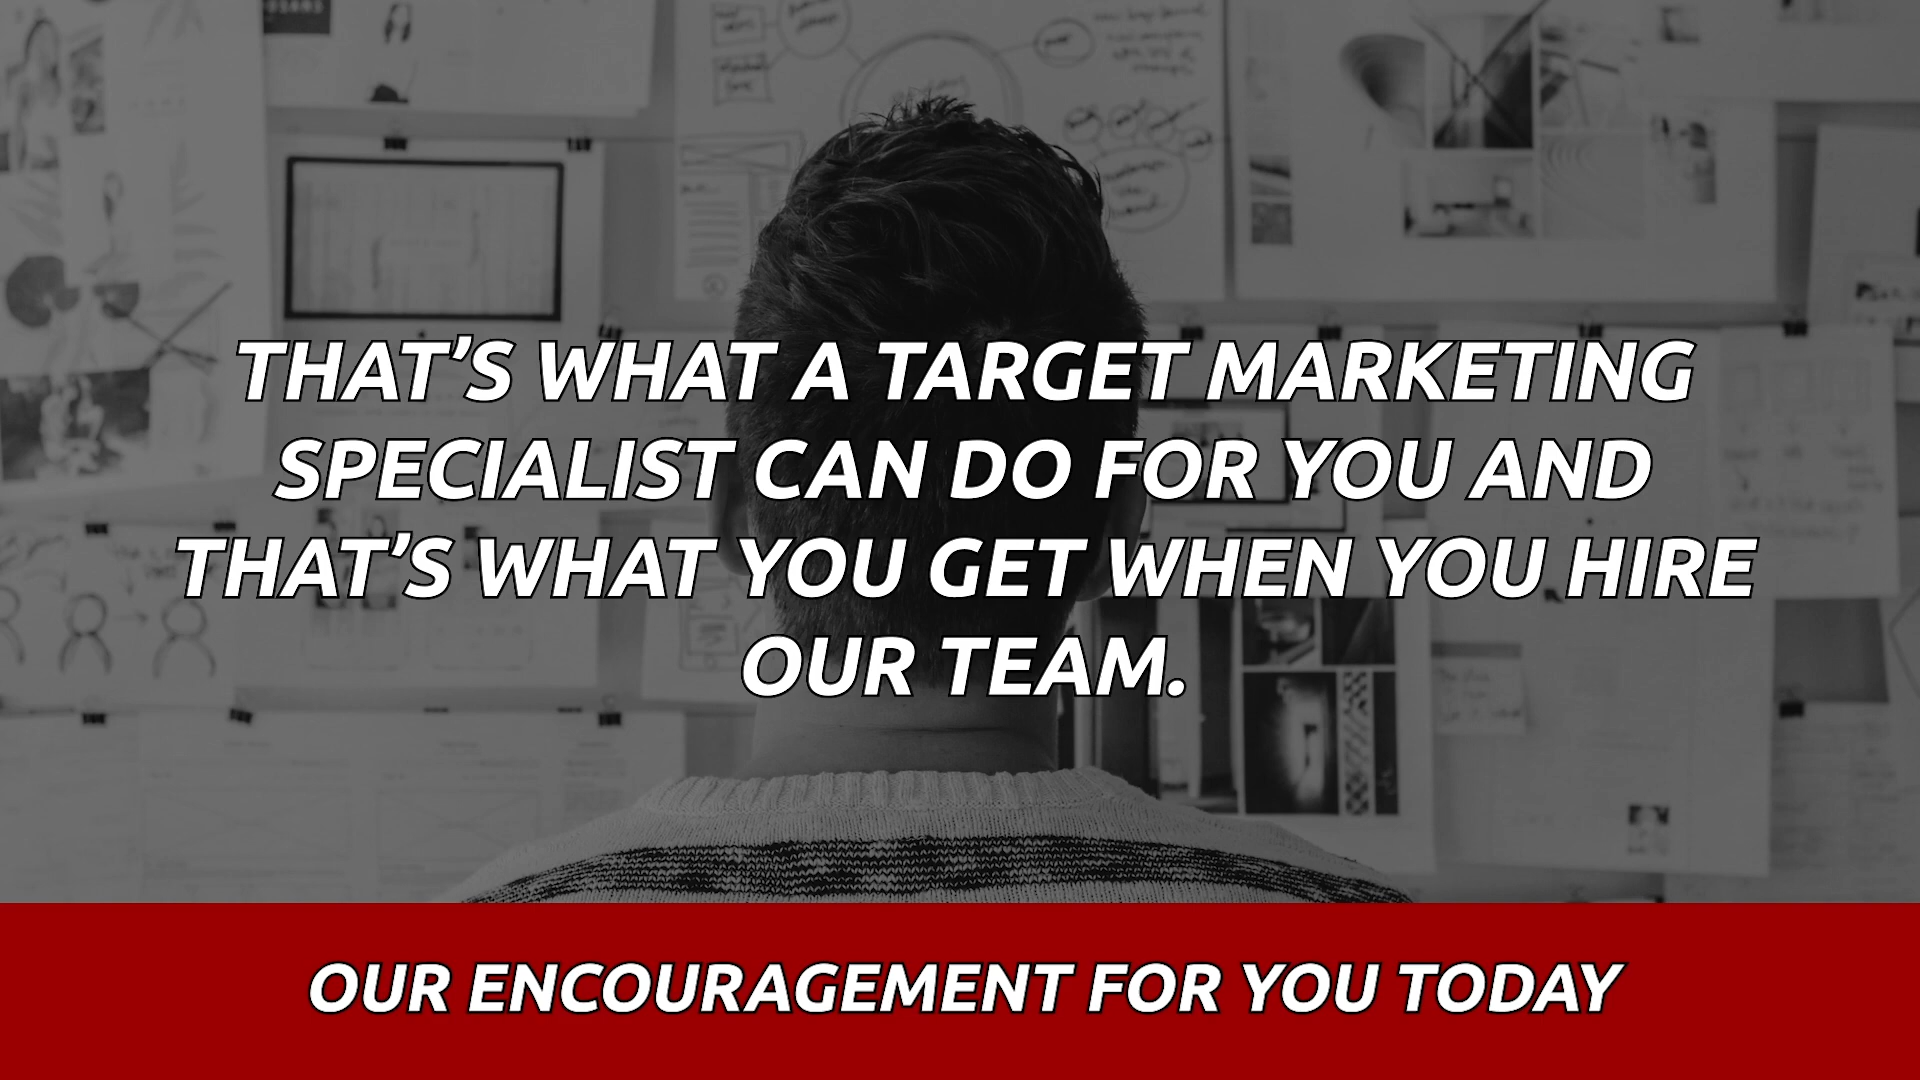 THAT’S WHAT A TARGET MARKETING
SPECIALIST CAN DO FOR YOU AND
THAT’S WHAT YOU GET WHEN YOU HIRE
OUR TEAM.
OUR ENCOURAGEMENT FOR YOU TODAY